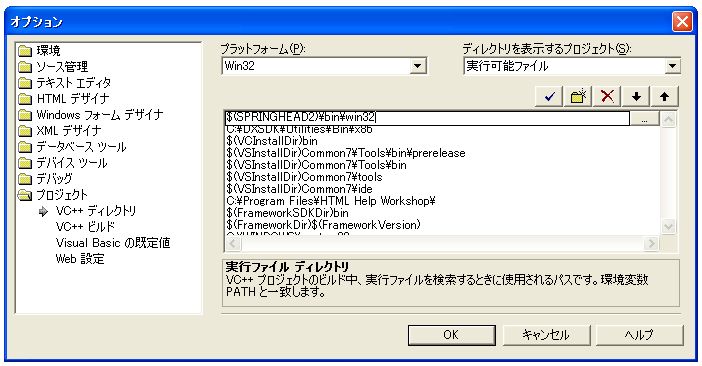 オプション
環境
ソース管理
テキスト エディタ
HTML デザイナ
Windows フォーム デザイナ
XML デザイナ
データベース ツール
デバイス ツール
デバッグ
プロジェクト
VC++ ディレクトリ
VC++ ビルド
Visual Basic の既定値
Web 設定
プラットフォーム(P):
Win32
ディレクトリを表示するプロジェクト(S):
実行可能ファイル
$(SPRINGHEAD2)¥bin¥win32
...
C:¥DXSDK¥Utilities¥Bin¥x86
$(VCInstallDir)bin
$(VSInstallDir)Common7¥Tools¥bin¥prerelease
$(VSInstallDir)Common7¥Tools¥bin
$(VSInstallDir)Common7¥tools
$(VSInstallDir)Common7¥ide
C:¥Program Files¥HTML Help Workshop¥
$(FrameworkSDKDir)bin
$(FrameworkDir)$(FrameworkVersion)
実行ファイル ディレクトリ
VC++ プロジェクトのビルド中、実行ファイルを検索するときに使用されるパスです。環境変数
PATH と一致します。
OK
キャンセル
ヘルプ